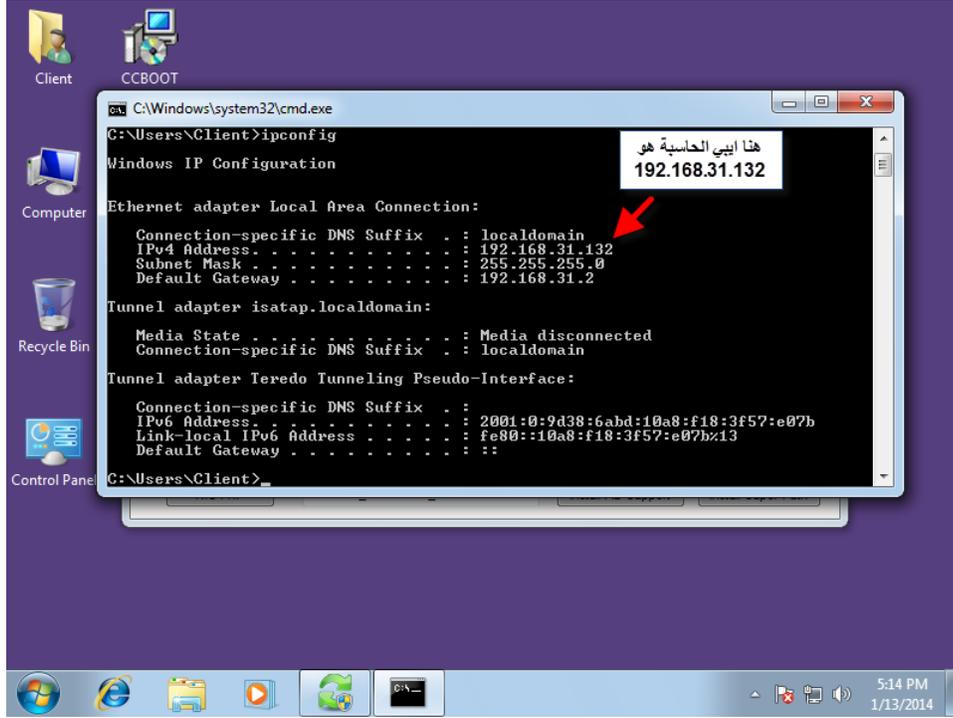 Client
CCBOOT
C:\Windows\system32\cmd.exe
C:\Users\Client>ipconfig
هنا ايبي الحاسبة هو
192.168.31.132
Windows IP Configuration
Computer
Ethernet adapter Local Area Connection:
Connection-specific DNS Suffix . : localdomain
IPv4 Address. . . . . . . . . . . : 192.168.31.132
Subnet Mask . . . . . . . . . . . : 255.255.255.0
Default Gateway . . . . . . . . . : 192.168.31.2
Tunnel adapter isatap.localdomain:
Media State . . . . . . . . . . . : Media disconnected
Connection-specific DNS Suffix . : localdomain
Recycle Bin
Tunnel adapter Teredo Tunneling Pseudo-Interface:
Connection-specific DNS Suffix . :
IPv6 Address. . . . . . . . . . . : 2001:0:9d38:6abd:10a8:f18:3f57:e07b
Link-local IPv6 Address . . . . . : fe80::10a8:f18:3f57:e07b%13
Default Gateway . . . . . . . . . : ::
Control Panel
C:\Users\Client>_
5:14 PM
1/13/2014